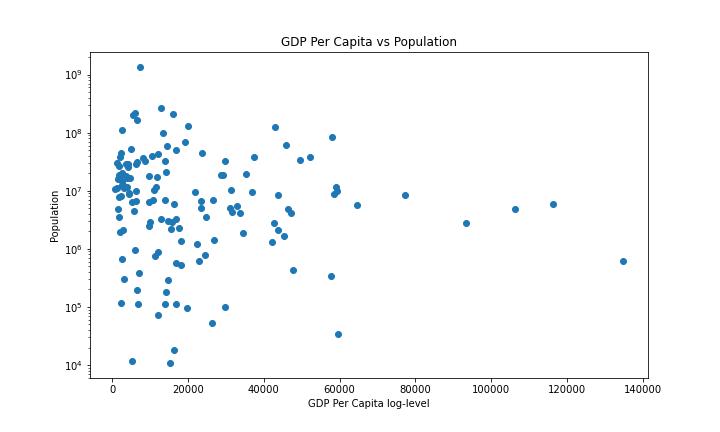 GDP Per Capita vs Population
10⁹
10⁸
10⁷
10⁶
10⁵
10⁴
Population
0 20000 40000 60000 80000 100000 120000 140000
GDP Per Capita log-level